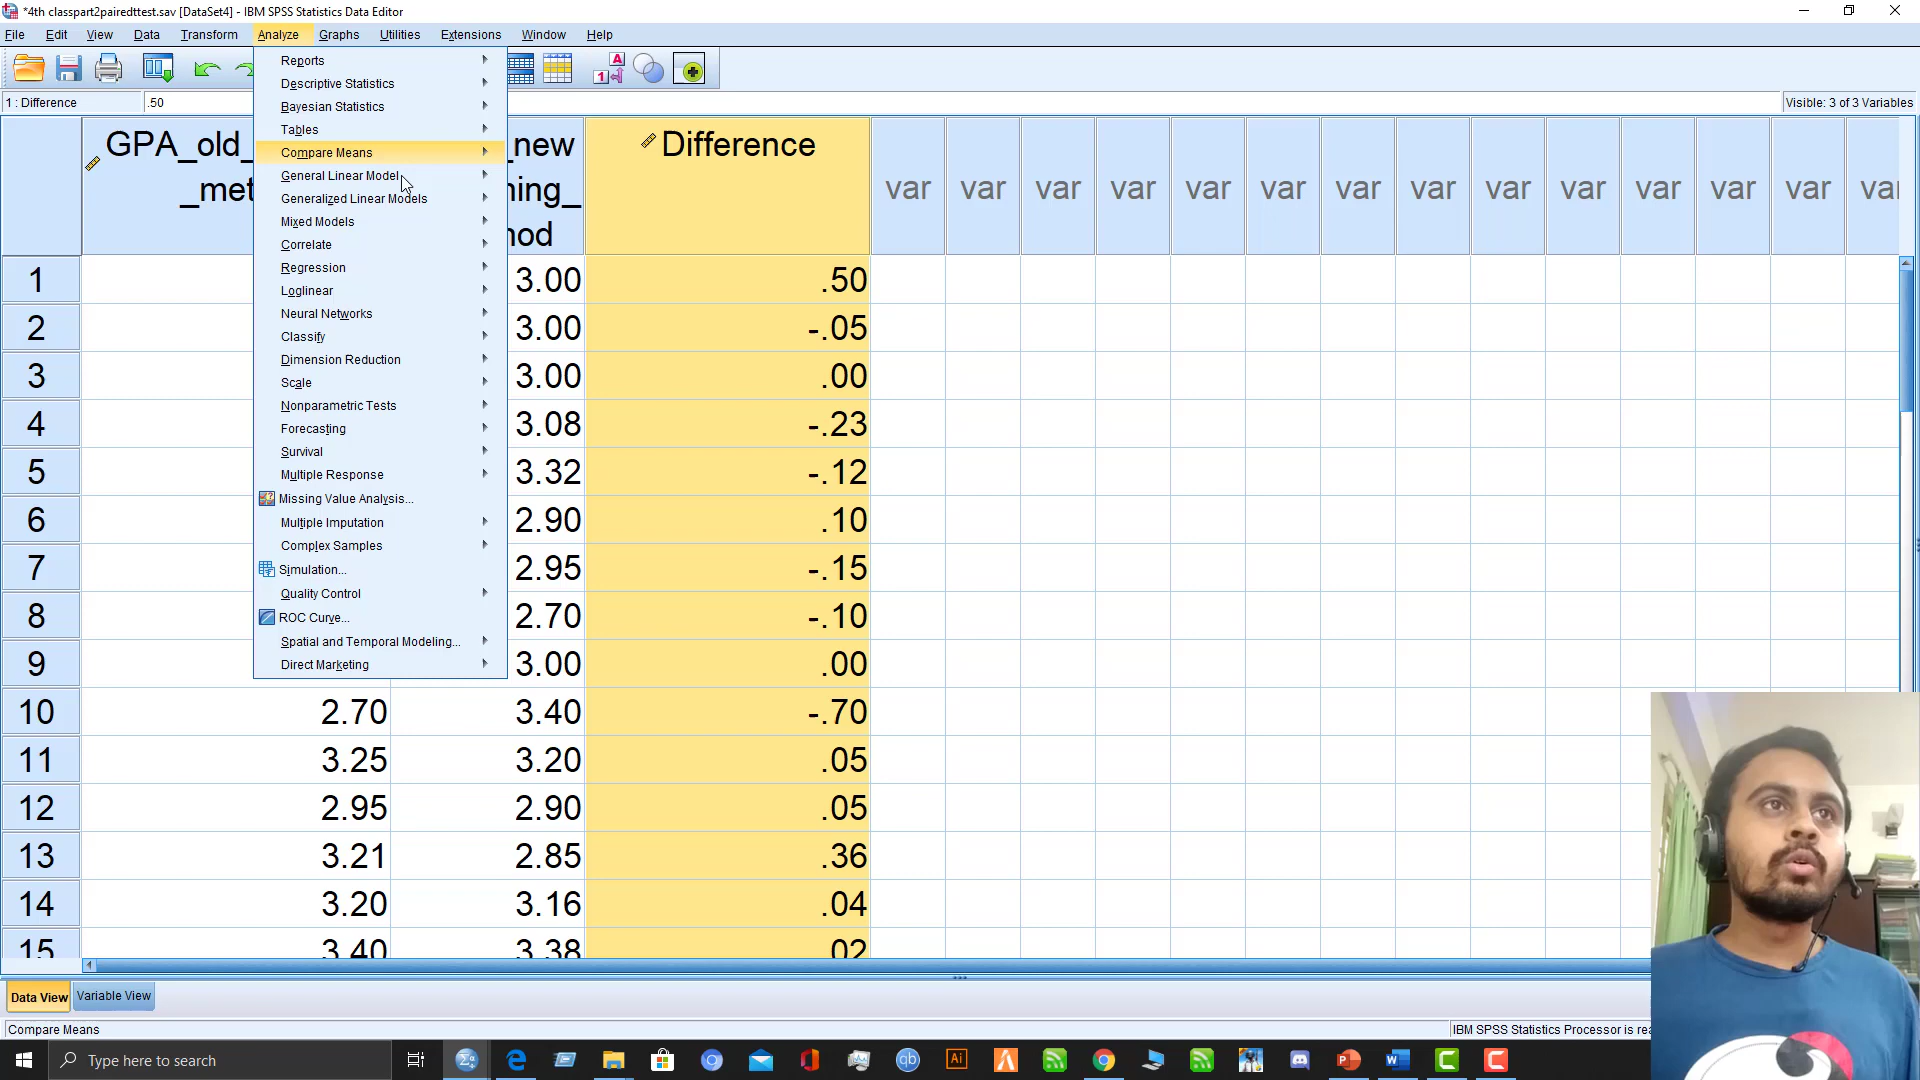 *4th classpart2pairedttest.sav [DataSet4] - IBM SPSS Statistics Data Editor
File Edit View Data Transform Analyze Graphs Utilities Extensions Window Help
1 : Difference .50 Visible: 3 of 3 Variables
Reports
Descriptive Statistics
Bayesian Statistics
Tables
Compare Means
General Linear Model
Generalized Linear Models
Mixed Models
Correlate
Regression
Loglinear
Neural Networks
Classify
Dimension Reduction
Scale
Nonparametric Tests
Forecasting
Survival
Multiple Response
Missing Value Analysis...
Multiple Imputation
Complex Samples
Simulation...
Quality Control
ROC Curve...
Spatial and Temporal Modeling...
Direct Marketing
GPA_old_ _new Difference
_met ning_ var var var var var var var var var var var var var
1 3.00 .50
2 3.00 -.05
3 3.00 .00
4 3.08 -.23
5 3.32 -.12
6 2.90 .10
7 2.95 -.15
8 2.70 -.10
9 3.00 .00
10 2.70 3.40 -.70
11 3.25 3.20 .05
12 2.95 2.90 .05
13 3.21 2.85 .36
14 3.20 3.16 .04
15 3.40 3.38 .02
Data View Variable View
Compare Means IBM SPSS Statistics Processor is rea
Type here to search